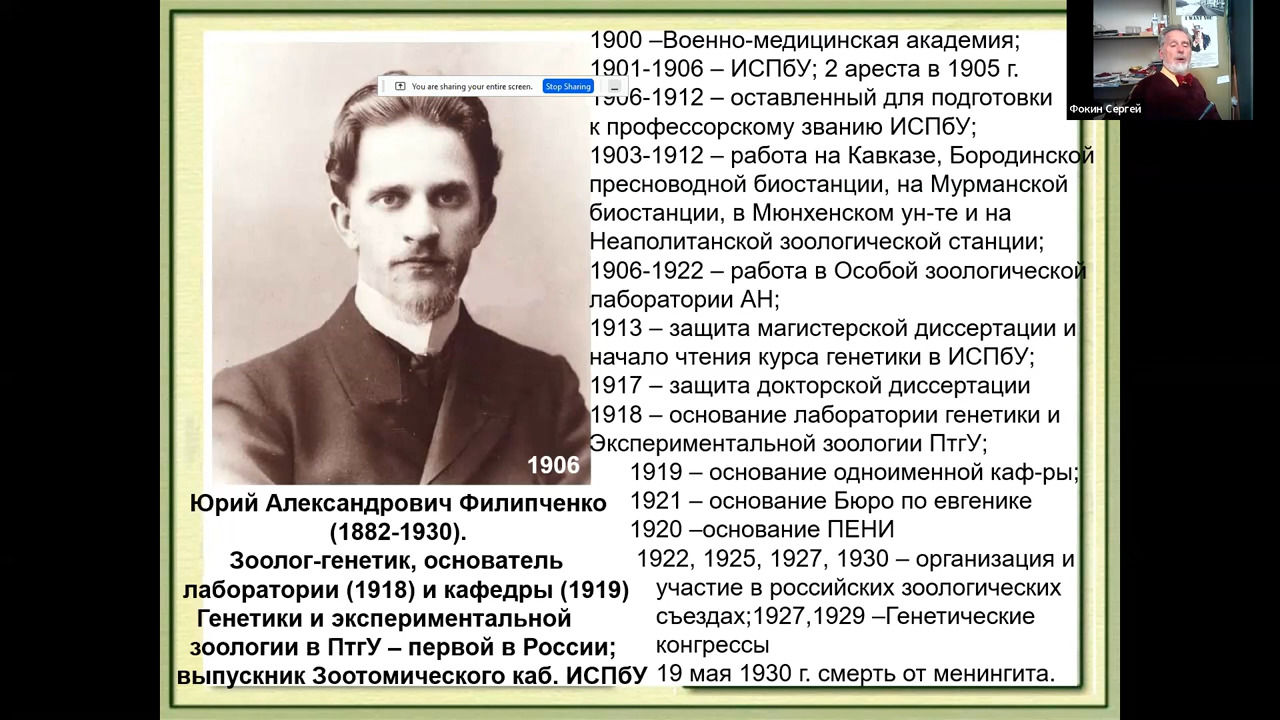 1900 –Военно-медицинская академия;
1901-1906 – ИСПбУ; 2 ареста в 1905 г.
1906-1912 – оставленный для подготовки
к профессорскому званию ИСПбУ;
1903-1912 – работа на Кавказе, Бородинской
пресноводной биостанции, на Мурманской
биостанции, в Мюнхенском ун-те и на
Неаполитанской зоологической станции;
1906-1922 – работа в Особой зоологической
лаборатории АН;
1913 – защита магистерской диссертации и
начало чтения курса генетики в ИСПбУ;
1917 – защита докторской диссертации
1918 – основание лаборатории генетики и
Экспериментальной зоологии ПтгУ;
1919 – основание одноименной каф-ры;
1921 – основание Бюро по евгенике
1920 –основание ПЕНИ
1922, 1925, 1927, 1930 – организация и
участие в российских зоологических
съездах;1927,1929 –Генетические
конгрессы
19 мая 1930 г. смерть от менингита.
You are sharing your entire screen.
Stop Sharing
1906
Юрий Александрович Филипченко
(1882-1930).
Зоолог-генетик, основатель
лаборатории (1918) и кафедры (1919)
Генетики и экспериментальной
зоологии в ПтгУ – первой в России;
выпускник Зоотомического каб. ИСПбУ
I WANT YOU
Фокин Сергей